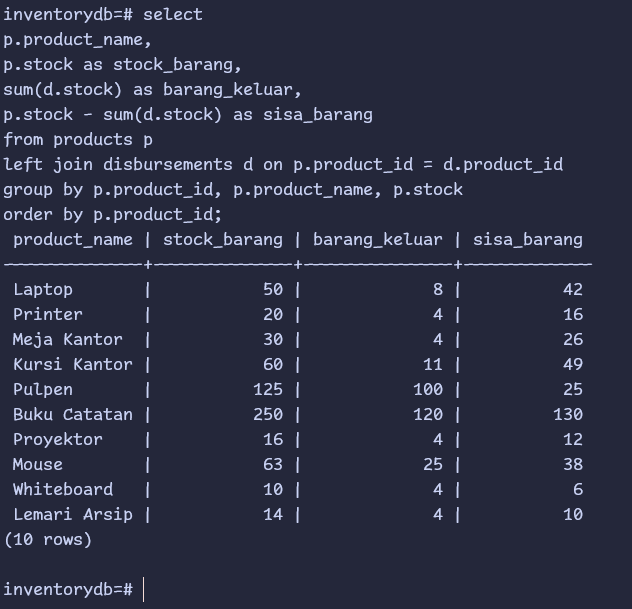 inventorydb=# select
p.product_name,
p.stock as stock_barang,
sum(d.stock) as barang_keluar,
p.stock - sum(d.stock) as sisa_barang
from products p
left join disbursements d on p.product_id = d.product_id
group by p.product_id, p.product_name, p.stock
order by p.product_id;
 product_name | stock_barang | barang_keluar | sisa_barang
--------------+--------------+---------------+-------------
 Laptop       |           50 |             8 |          42
 Printer      |           20 |             4 |          16
 Meja Kantor  |           30 |             4 |          26
 Kursi Kantor |           60 |            11 |          49
 Pulpen       |          125 |           100 |          25
 Buku Catatan |          250 |           120 |         130
 Proyektor    |           16 |             4 |          12
 Mouse        |           63 |            25 |          38
 Whiteboard   |           10 |             4 |           6
 Lemari Arsip |           14 |             4 |          10
(10 rows)
inventorydb=#